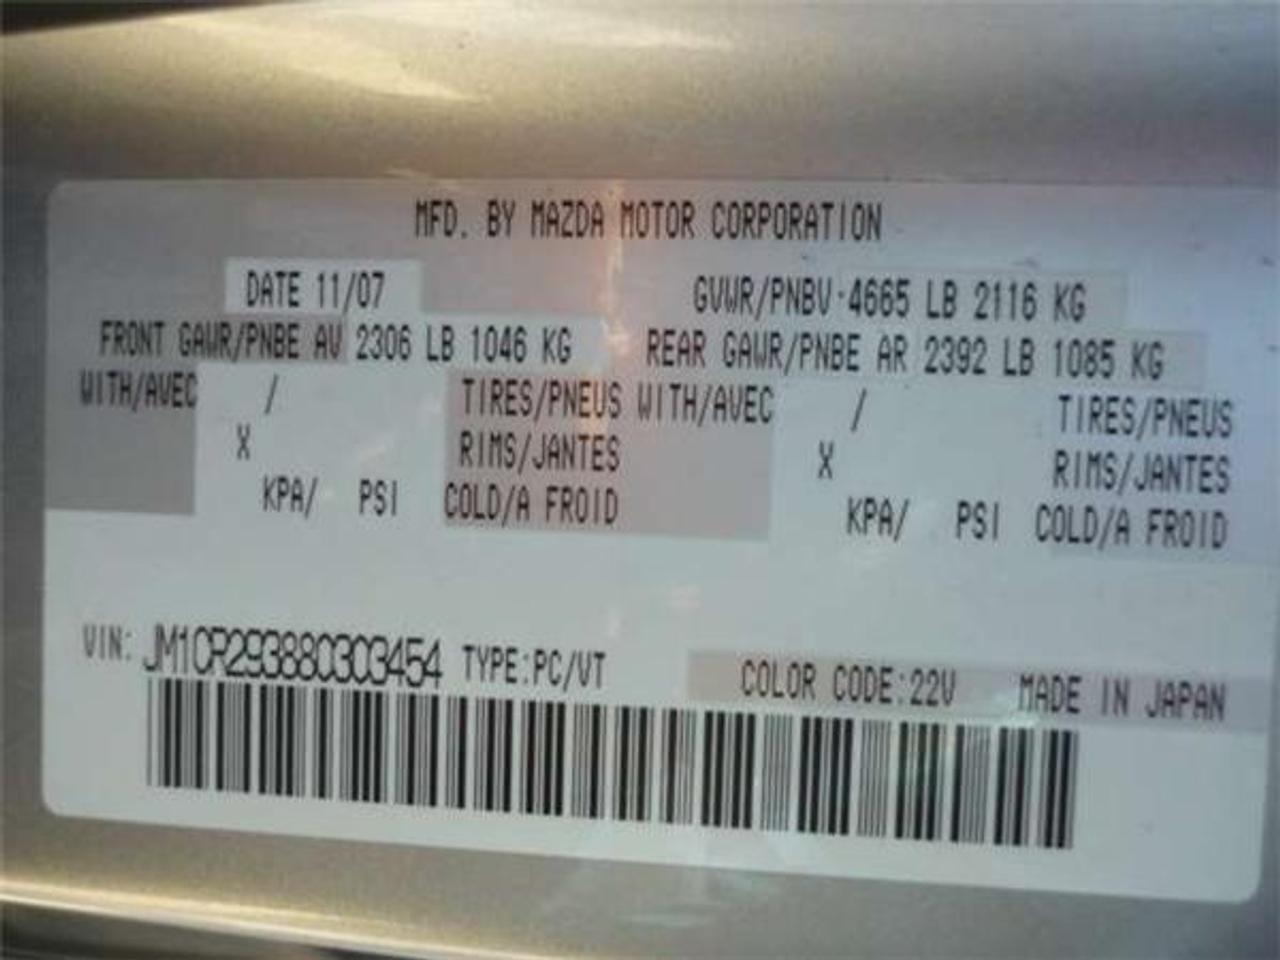 MFD. BY MAZDA MOTOR CORPORATION
DATE 11/07 GVWR/PNBV 4665 LB 2116 KG
FRONT GAWR/PNBE AV 2306 LB 1046 KG REAR GAWR/PNBE AR 2392 LB 1085 KG
WITH/AVEC / TIRES/PNEUS WITH/AVEC / TIRES/PNEUS
X RIMS/JANTES X RIMS/JANTES
KPA/ PSI COLD/A FROID KPA/ PSI COLD/A FROID
VIN: JM1CR293880303454 TYPE:PC/VT COLOR CODE:22V MADE IN JAPAN